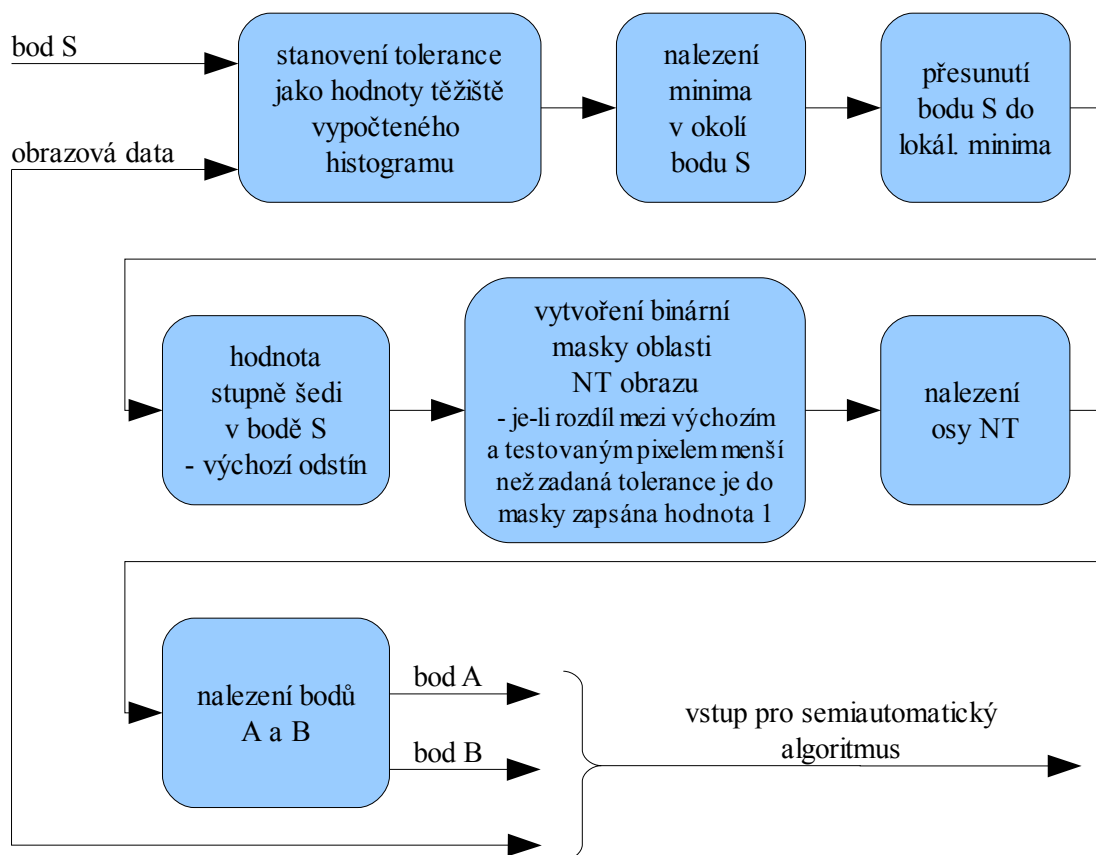 bod S
obrazová data
stanovení tolerance
jako hodnoty těžiště
vypočteného
histogramu
nalezení
minima
v okolí
bodu S
přesunutí
bodu S do
lokál. minima
hodnota
stupně šedi
v bodě S
- výchozí odstín
vytvoření binární
masky oblasti
NT obrazu
- je-li rozdíl mezi výchozím
a testovaným pixelem menší
než zadaná tolerance je do
masky zapsána hodnota 1
nalezení
osy NT
nalezení bodů
A a B
bod A
bod B
vstup pro semiautomatický
algoritmus